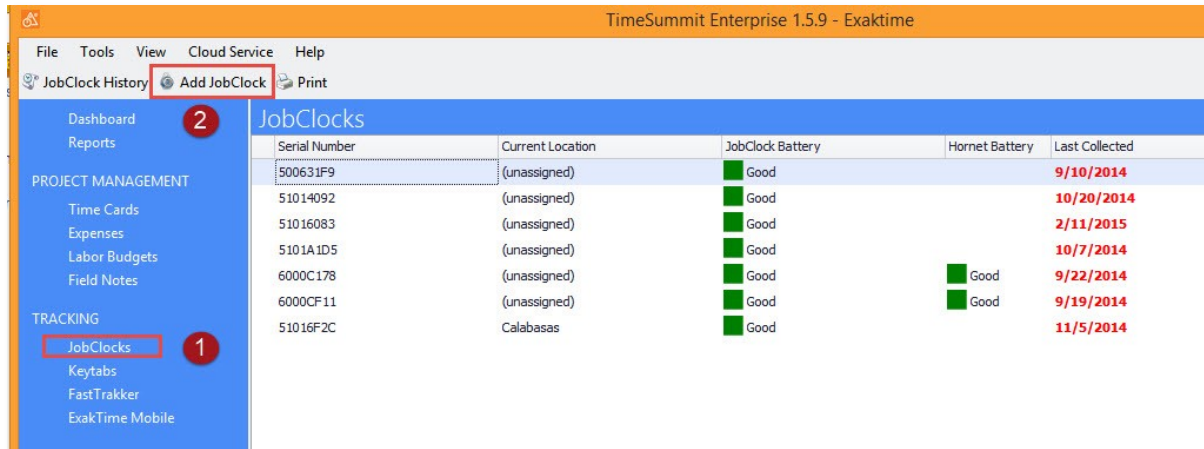 TimeSummit Enterprise 1.5.9 - Exaktime
File Tools View Cloud Service Help
JobClock History Add JobClock Print
Dashboard
2
Reports
PROJECT MANAGEMENT
Time Cards
Expenses
Labor Budgets
Field Notes
TRACKING
JobClocks
1
Keytabs
FastTrakker
ExakTime Mobile
JobClocks
Serial Number Current Location JobClock Battery Hornet Battery Last Collected
500631F9 (unassigned) Good 9/10/2014
51014092 (unassigned) Good 10/20/2014
51016083 (unassigned) Good 2/11/2015
5101A1D5 (unassigned) Good 10/7/2014
6000C178 (unassigned) Good Good 9/22/2014
6000CF11 (unassigned) Good Good 9/19/2014
51016F2C Calabasas Good 11/5/2014